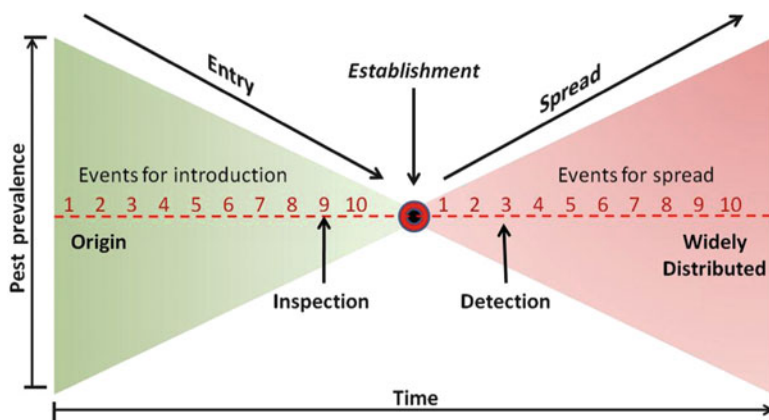 Entry
Establishment
Spread
Pest prevalence
Events for introduction
Events for spread
1 2 3 4 5 6 7 8 9 10
1 2 3 4 5 6 7 8 9 10
Origin
Widely
Distributed
Inspection
Detection
Time